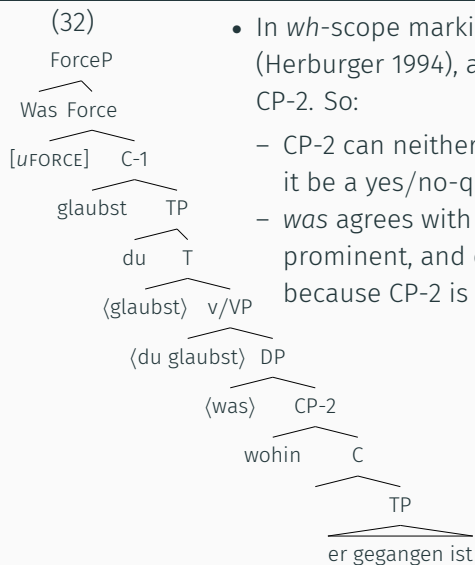 (32)
ForceP
Was Force
[uFORCE] C-1
glaubst TP
du T
⟨glaubst⟩ v/VP
⟨du glaubst⟩ DP
⟨was⟩ CP-2
wohin C
TP
er gegangen ist
• In wh-scope marki
(Herburger 1994), a
CP-2. So:
– CP-2 can neither
it be a yes/no-q
– was agrees with
prominent, and
because CP-2 is